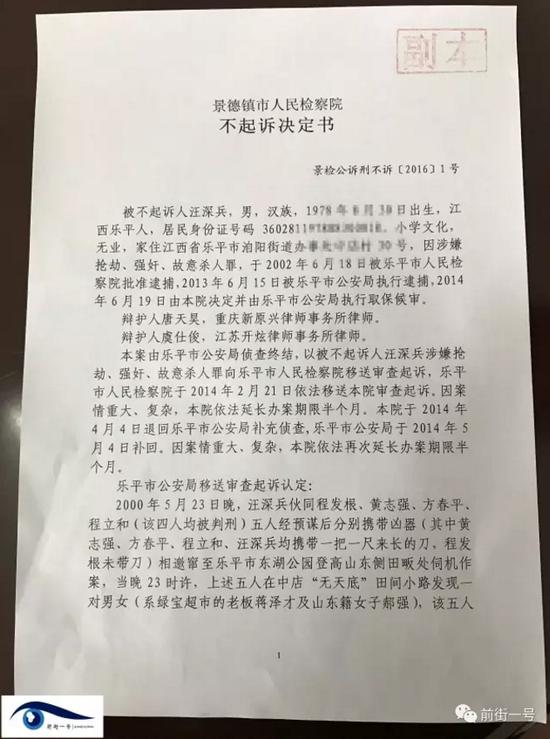 副本
景德镇市人民检察院
不起诉决定书
景检公诉刑不诉〔2016〕1号
被不起诉人汪深兵，男，汉族，1978年 月 日出生，江
西乐平人，居民身份证号码 360281197 ，小学文化，
无业，家住江西省乐平市洎阳街道办事处 村30号，因涉嫌
抢劫、强奸、故意杀人罪，于2002年6月18日被乐平市人民检
察院批准逮捕，2013年6月15日被乐平市公安局执行逮捕，2014
年6月19日由本院决定并由乐平市公安局执行取保候审。
辩护人唐天昊，重庆新原兴律师事务所律师。
辩护人虞仕俊，江苏开炫律师事务所律师。
本案由乐平市公安局侦查终结，以被不起诉人汪深兵涉嫌抢
劫、强奸、故意杀人罪向乐平市人民检察院移送审查起诉，乐平
市人民检察院于2014年2月21日依法移送本院审查起诉。因案
情重大、复杂，本院依法延长办案期限半个月。本院于2014年
4月4日退回乐平市公安局补充侦查，乐平市公安局于2014年5
月4日补回。因案情重大、复杂，本院依法再次延长办案期限半
个月。
乐平市公安局移送审查起诉认定：
2000年5月23日晚，汪深兵伙同程发根、黄志强、方春平、
程立和（该四人均被判刑）五人经预谋后分别携带凶器（其中黄
志强、方春平、程立和、汪深兵均携带一把一尺来长的刀，程发
根未带刀）相邀窜至乐平市东湖公园登高山东侧田畈处伺机作
案，当晚23时许，上述五人在中店“无天底”田间小路发现一
对男女（系绿宝超市的老板蒋泽才及山东籍女子郝强），该五人
1
前街一号
前街一号